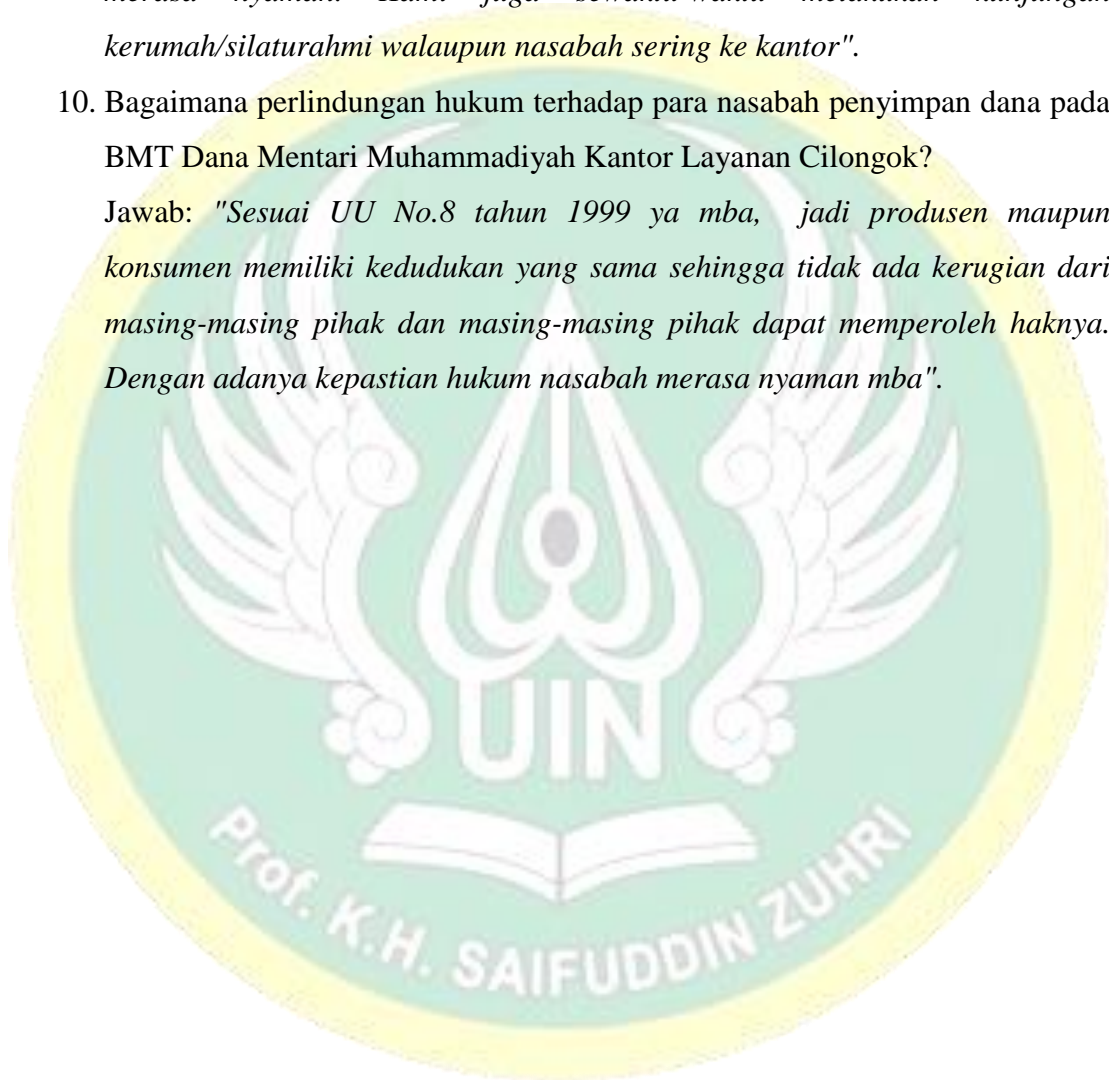 kerumah/silaturahmi walaupun nasabah sering ke kantor".
10. Bagaimana perlindungan hukum terhadap para nasabah penyimpan dana pada
BMT Dana Mentari Muhammadiyah Kantor Layanan Cilongok?
Jawab: "Sesuai UU No.8 tahun 1999 ya mba, jadi produsen maupun
konsumen memiliki kedudukan yang sama sehingga tidak ada kerugian dari
masing-masing pihak dan masing-masing pihak dapat memperoleh haknya.
Dengan adanya kepastian hukum nasabah merasa nyaman mba".
UIN
Prof. K.H. SAIFUDDIN ZUHRI